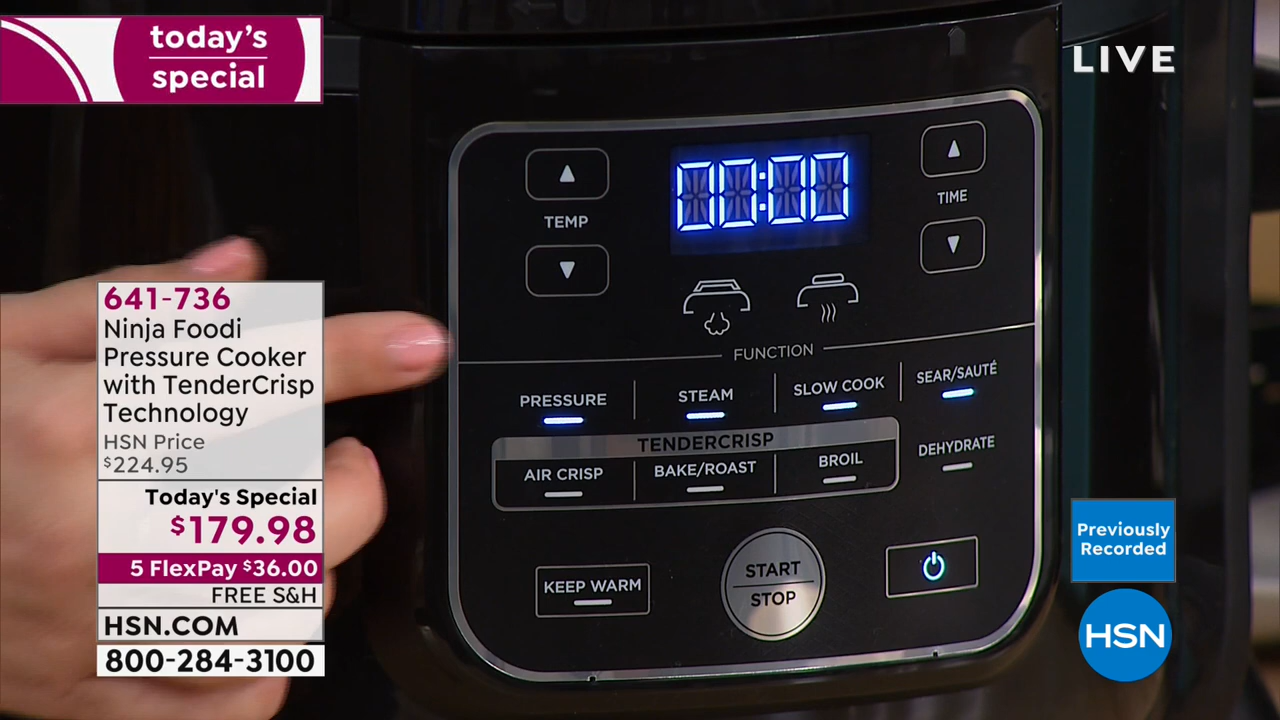 today's
special
LIVE
641-736
Ninja Foodi
Pressure Cooker
with TenderCrisp
Technology
HSN Price
$224.95
Today's Special
$179.98
5 FlexPay $36.00
FREE S&H
HSN.COM
800-284-3100
00:00
TEMP
TIME
FUNCTION
PRESSURE
STEAM
SLOW COOK
SEAR/SAUTÉ
TENDERCRISP
AIR CRISP
BAKE/ROAST
BROIL
DEHYDRATE
KEEP WARM
START
STOP
Previously
Recorded
HSN